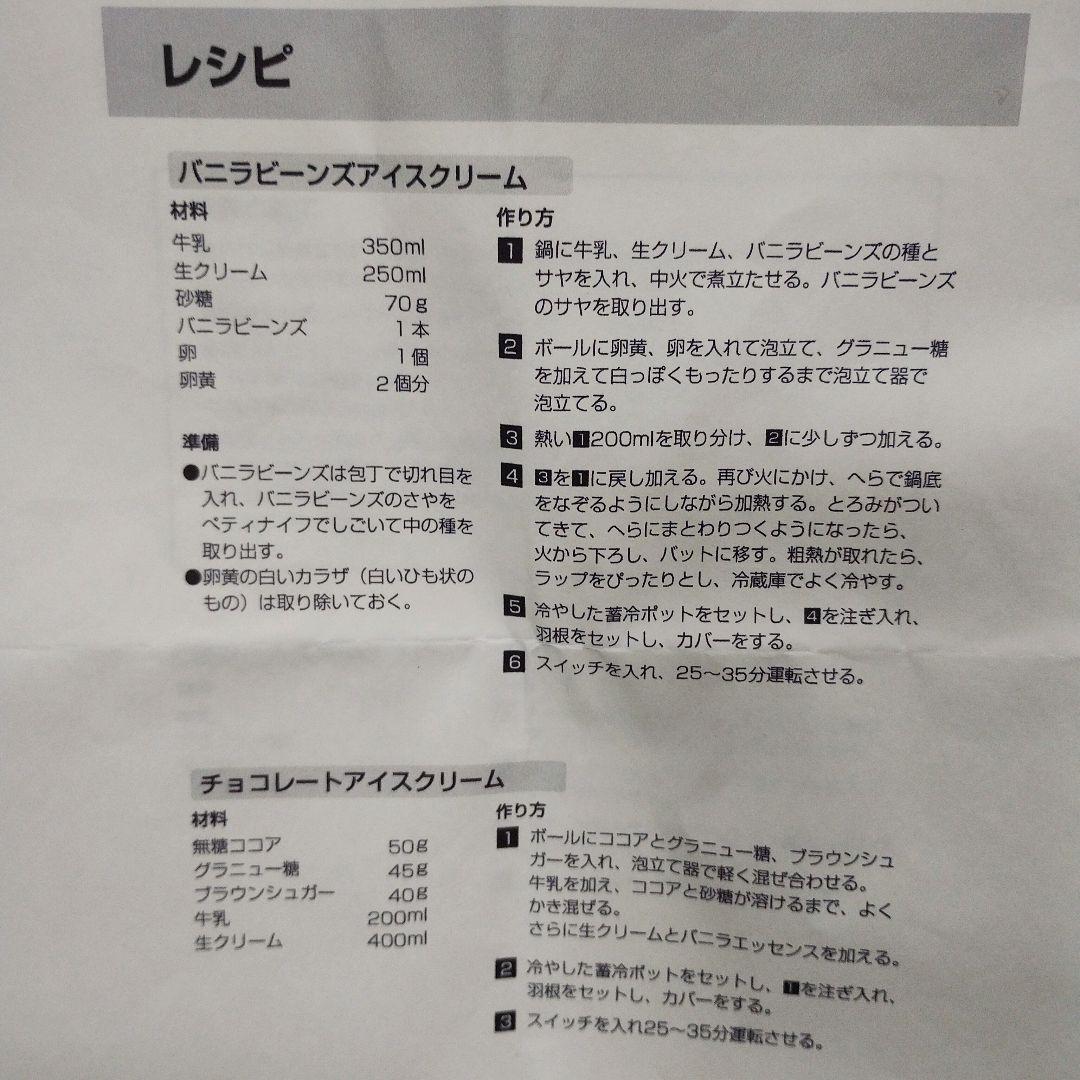 レシピ
バニラビーンズアイスクリーム
材料
牛乳 350ml
生クリーム 250ml
砂糖 70g
バニラビーンズ 1本
卵 1個
卵黄 2個分
準備
●バニラビーンズは包丁で切れ目を
入れ、バニラビーンズのさやを
ペティナイフでしごいて中の種を
取り出す。
●卵黄の白いカラザ（白いひも状の
もの）は取り除いておく。
作り方
1 鍋に牛乳、生クリーム、バニラビーンズの種と
サヤを入れ、中火で煮立たせる。バニラビーンズ
のサヤを取り出す。
2 ボールに卵黄、卵を入れて泡立て、グラニュー糖
を加えて白っぽくもったりするまで泡立て器で
泡立てる。
3 熱い1200mlを取り分け、2に少しずつ加える。
4 3を1に戻し加える。再び火にかけ、へらで鍋底
をなぞるようにしながら加熱する。とろみがつい
てきて、へらにまとわりつくようになったら、
火から下ろし、バットに移す。粗熱が取れたら、
ラップをぴったりとし、冷蔵庫でよく冷やす。
5 冷やした蓄冷ポットをセットし、4を注ぎ入れ、
羽根をセットし、カバーをする。
6 スイッチを入れ、25〜35分運転させる。
チョコレートアイスクリーム
材料
無糖ココア 50g
グラニュー糖 45g
ブラウンシュガー 40g
牛乳 200ml
生クリーム 400ml
作り方
1 ボールにココアとグラニュー糖、ブラウンシュ
ガーを入れ、泡立て器で軽く混ぜ合わせる。
牛乳を加え、ココアと砂糖が溶けるまで、よく
かき混ぜる。
さらに生クリームとバニラエッセンスを加える。
2 冷やした蓄冷ポットをセットし、1を注ぎ入れ、
羽根をセットし、カバーをする。
3 スイッチを入れ25〜35分運転させる。